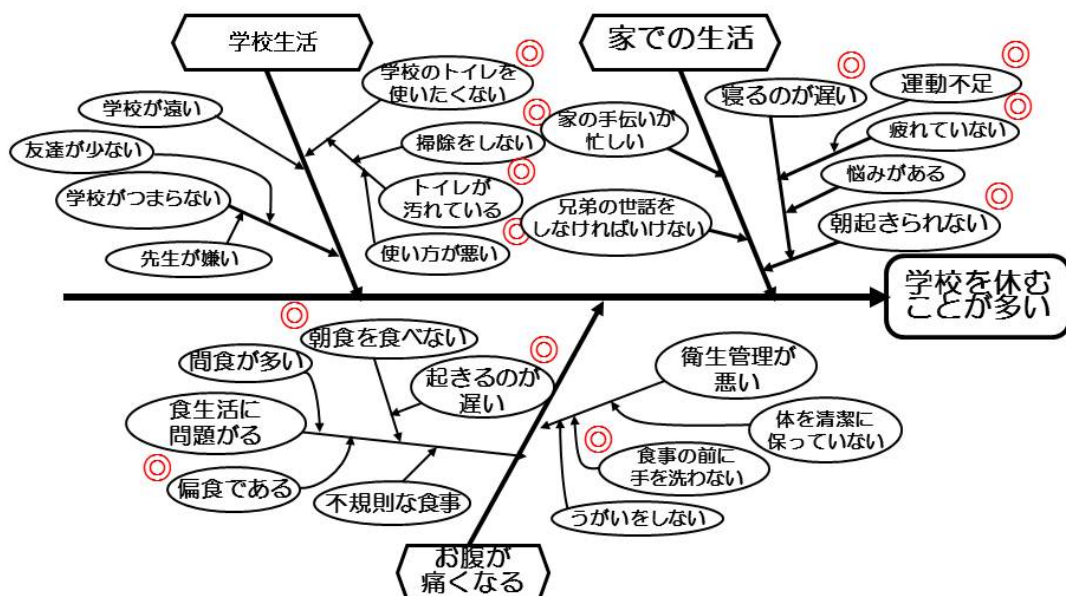 学校生活
学校のトイレを
使いたくない
学校が遠い
掃除をしない
友達が少ない
学校がつまらない
トイレが
汚れている
先生が嫌い
使い方が悪い
家での生活
寝るのが遅い
運動不足
家の手伝いが
忙しい
疲れていない
悩みがある
兄弟の世話を
しなければいけない
朝起きられない
学校を休む
ことが多い
朝食を食べない
間食が多い
起きるのが
遅い
食生活に
問題がる
偏食である
不規則な食事
衛生管理が
悪い
体を清潔に
保っていない
食事の前に
手を洗わない
うがいをしない
お腹が
痛くなる